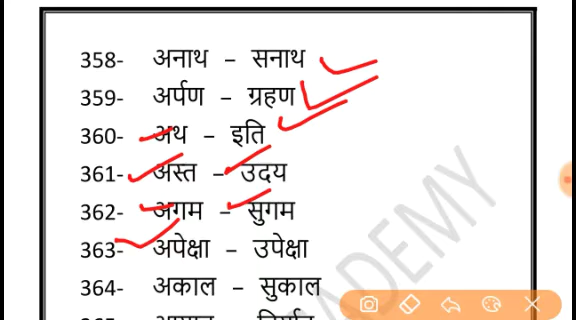 358- अनाथ – सनाथ
359- अर्पण – ग्रहण
360- अथ – इति
361- अस्त – उदय
362- अगम – सुगम
363- अपेक्षा – उपेक्षा
364- अकाल – सुकाल
ADEMY